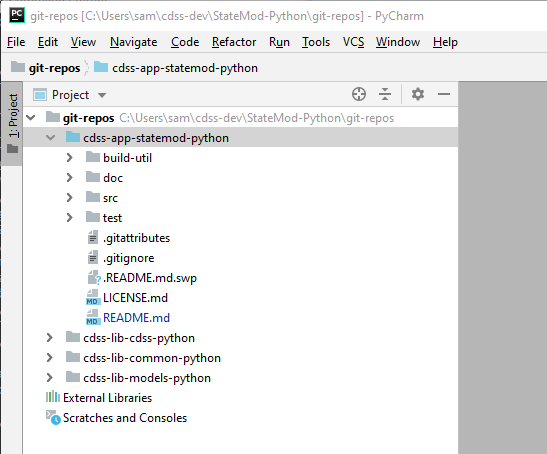 PC git-repos [C:\Users\sam\cdss-dev\StateMod-Python\git-repos] - PyCharm
File Edit View Navigate Code Refactor Run Tools VCS Window Help
git-repos cdss-app-statemod-python
1: Project
Project
git-repos C:\Users\sam\cdss-dev\StateMod-Python\git-repos
cdss-app-statemod-python
build-util
doc
src
test
.gitattributes
.gitignore
.README.md.swp
MD LICENSE.md
MD README.md
cdss-lib-cdss-python
cdss-lib-common-python
cdss-lib-models-python
External Libraries
Scratches and Consoles